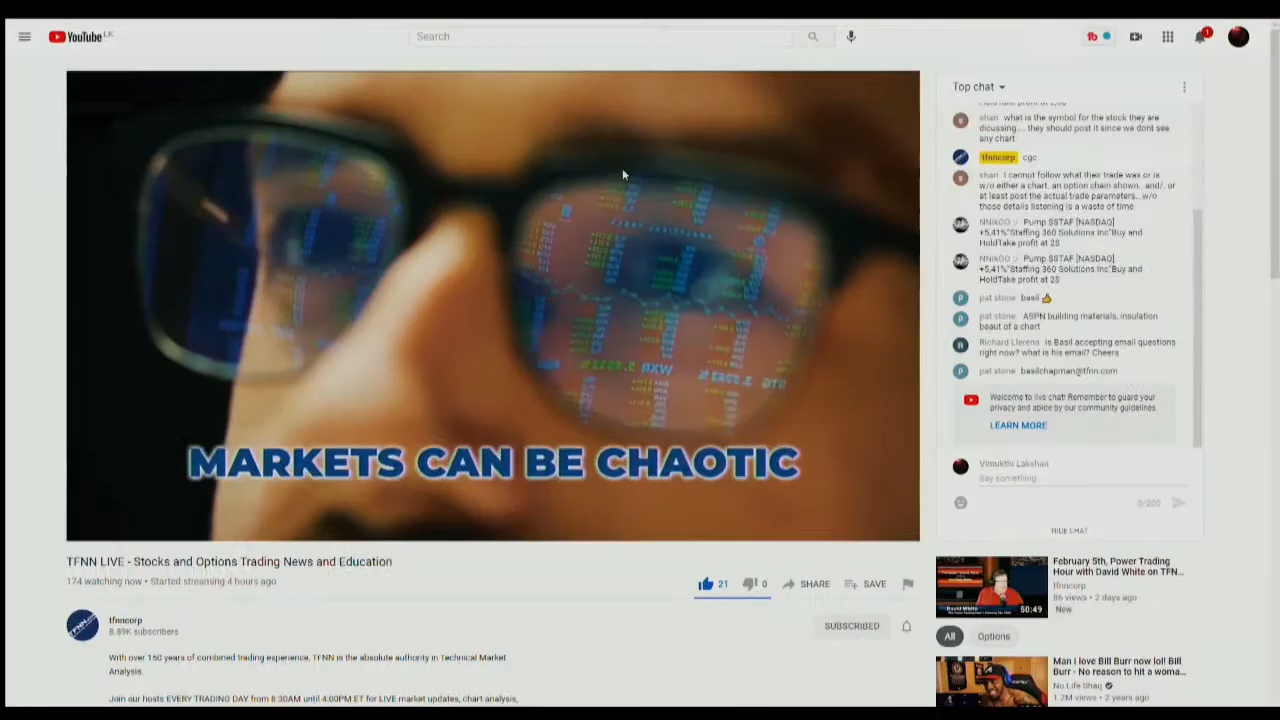 YouTube LK
Search
1
Top chat
shan what is the symbol for the stock they are
dicussing.... they should post it since we dont see
any chart
tfnncorp cgc
shan I cannot follow what their trade was or is
w/o either a chart..an option chain shown..and/. or
at least post the actual trade parameters...w/o
those details listening is a waste of time
Pump $STAF [NASDAQ]
+5,41%"Staffing 360 Solutions Inc"Buy and
HoldTake profit at 2$
Pump $STAF [NASDAQ]
+5,41%"Staffing 360 Solutions Inc"Buy and
HoldTake profit at 2$
pat stone basil 👍
pat stone ASPN building materials, insulation
beaut of a chart
Richard Llerena is Basil accepting email questions
right now? what is his email? Cheers
pat stone basilchapman@tfnn.com
Welcome to live chat! Remember to guard your
privacy and abide by our community guidelines.
LEARN MORE
Vimukthi Lakshan
Say something...
0/200
HIDE CHAT
MARKETS CAN BE CHAOTIC
TFNN LIVE - Stocks and Options Trading News and Education
174 watching now • Started streaming 4 hours ago
21 0 SHARE SAVE
tfnncorp
8.89K subscribers
SUBSCRIBED
With over 150 years of combined trading experience, TFNN is the absolute authority in Technical Market
Analysis.
Join our hosts EVERY TRADING DAY from 8:30AM until 4:00PM ET for LIVE market updates, chart analysis,
February 5th, Power Trading
Hour with David White on TFN...
tfnncorp
86 views • 2 days ago
New
David White
50:49
All Options
Man I love Bill Burr now lol! Bill
Burr - No reason to hit a woma...
No Life Shaq
1.2M views • 2 years ago